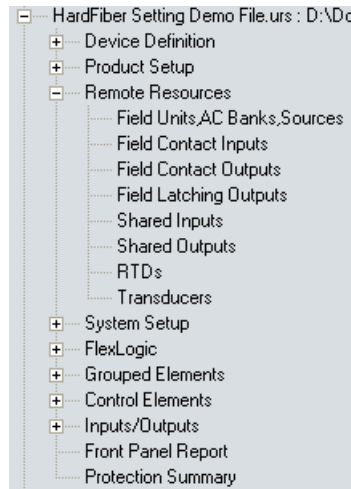 HardFiber Setting Demo File.urs : D:\Do
Device Definition
Product Setup
Remote Resources
Field Units,AC Banks,Sources
Field Contact Inputs
Field Contact Outputs
Field Latching Outputs
Shared Inputs
Shared Outputs
RTDs
Transducers
System Setup
FlexLogic
Grouped Elements
Control Elements
Inputs/Outputs
Front Panel Report
Protection Summary